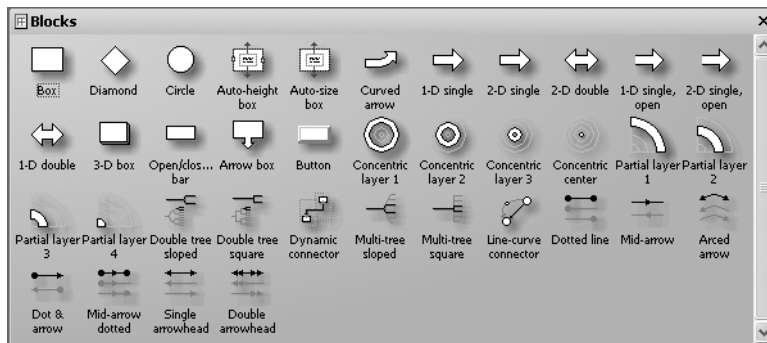 Blocks
Box Diamond Circle Auto-height box Auto-size box Curved arrow 1-D single 2-D single 2-D double 1-D single, open 2-D single, open
1-D double 3-D box Open/clos... bar Arrow box Button Concentric layer 1 Concentric layer 2 Concentric layer 3 Concentric center Partial layer 1 Partial layer 2
Partial layer 3 Partial layer 4 Double tree sloped Double tree square Dynamic connector Multi-tree sloped Multi-tree square Line-curve connector Dotted line Mid-arrow Arced arrow
Dot & arrow Mid-arrow dotted Single arrowhead Double arrowhead